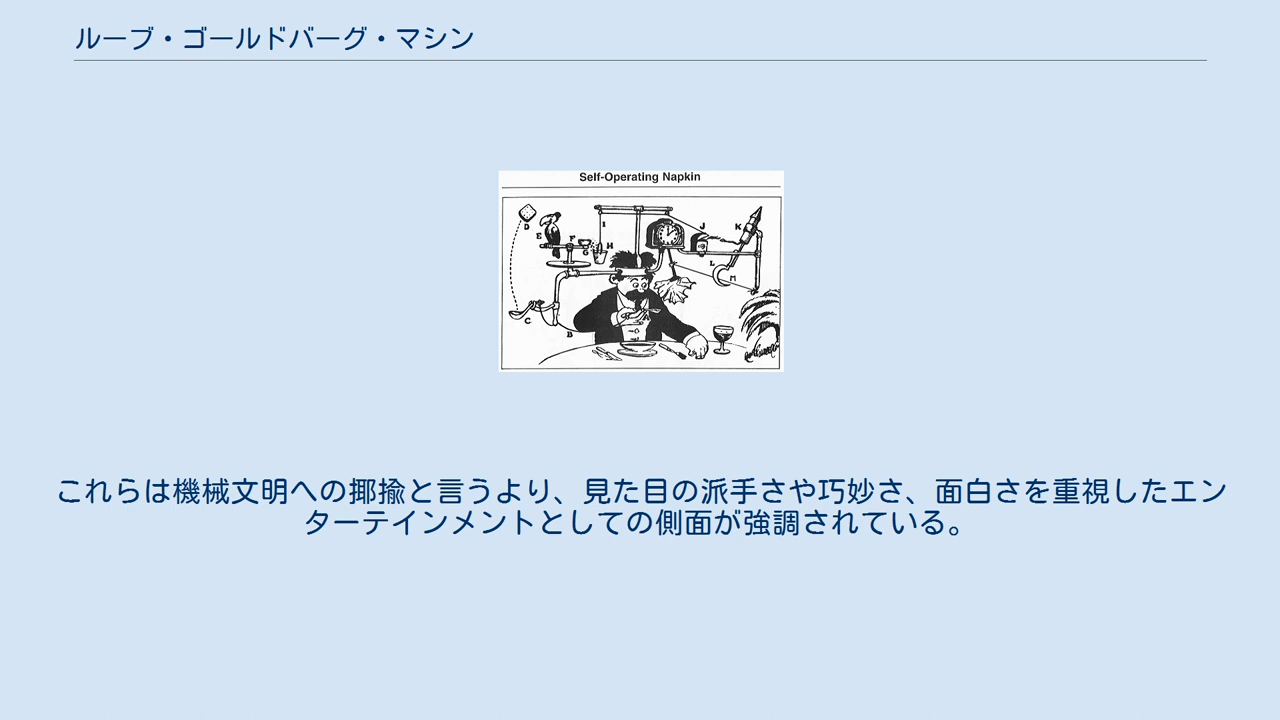 ルーブ・ゴールドバーグ・マシン
Self-Operating Napkin
D
E
F
G
H
I
J
K
L
M
C
B
A
これらは機械文明への揶揄と言うより、見た目の派手さや巧妙さ、面白さを重視したエン
ターテインメントとしての側面が強調されている。